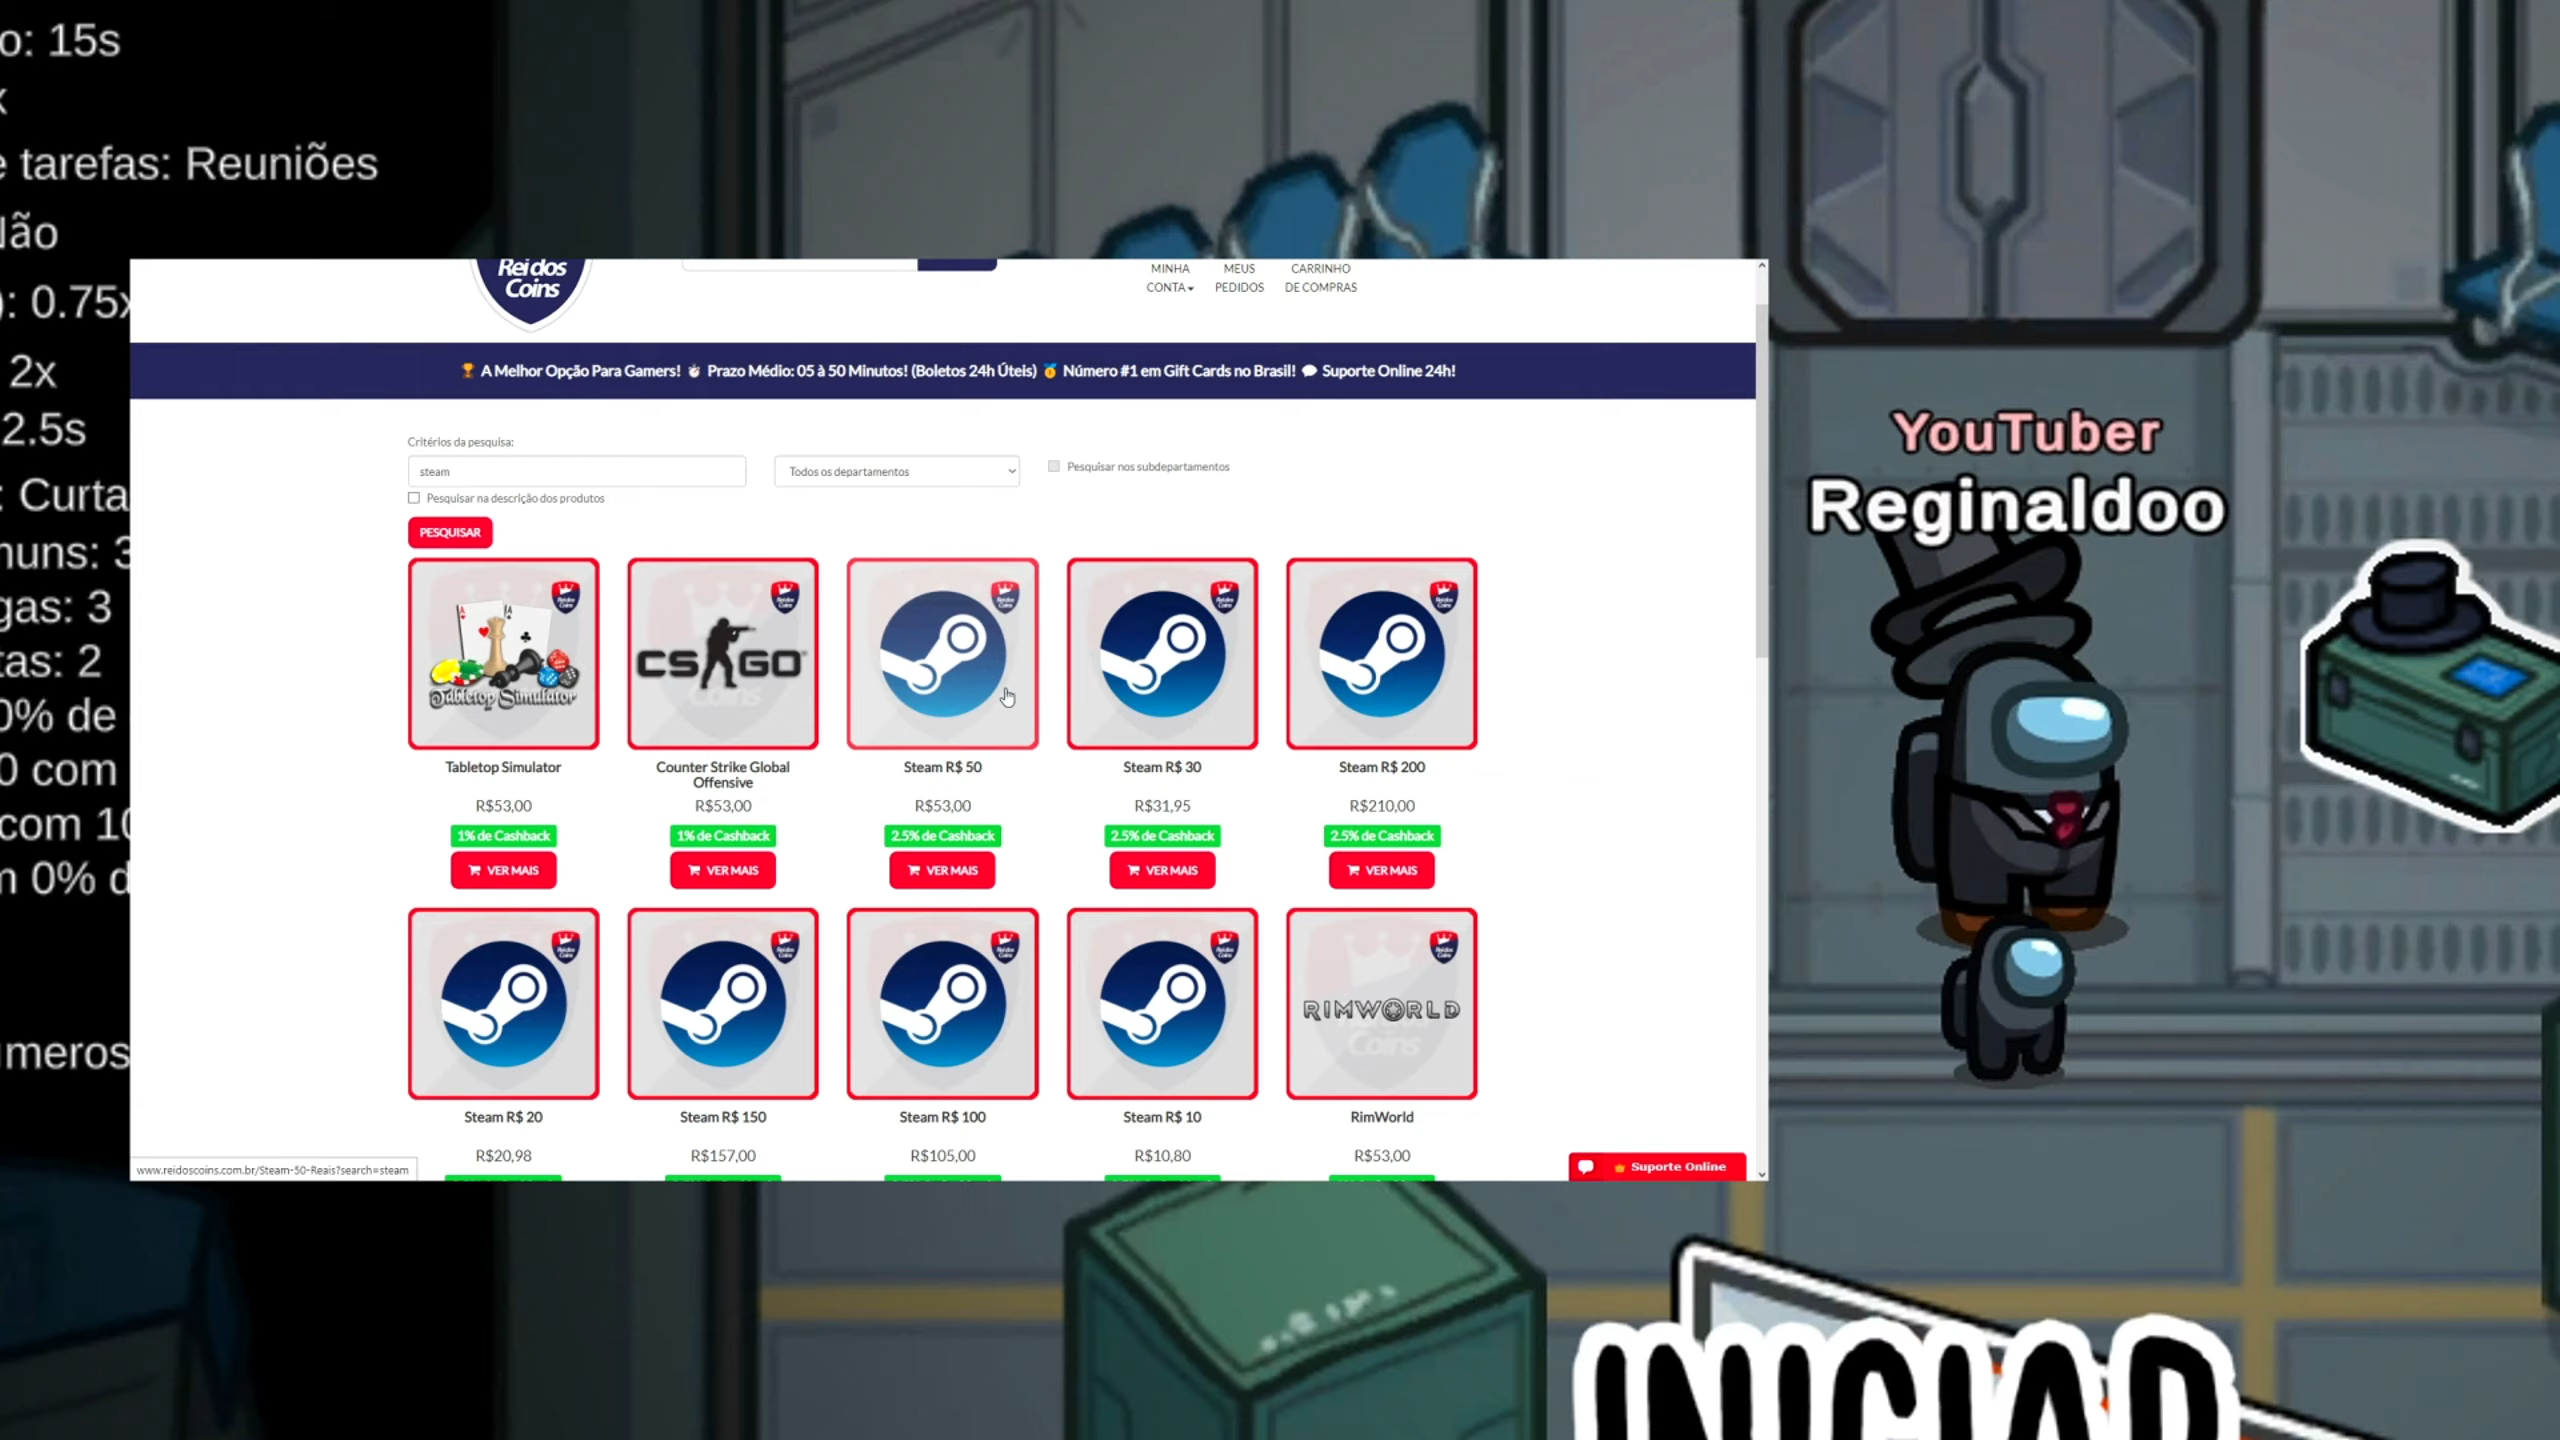 o: 15s
x
e tarefas: Reuniões
Não
): 0.75x
2x
2.5s
: Curta
muns: 3
gas: 3
tas: 2
0% de
0 com
com 10
m 0% d
úmeros
Rei dos
Coins
MINHA
CONTA
MEUS
PEDIDOS
CARRINHO
DE COMPRAS
🏆 A Melhor Opção Para Gamers! ⏱ Prazo Médio: 05 à 50 Minutos! (Boletos 24h Úteis) 🥇 Número #1 em Gift Cards no Brasil! 💬 Suporte Online 24h!
Critérios da pesquisa:
steam
Todos os departamentos
Pesquisar nos subdepartamentos
Pesquisar na descrição dos produtos
PESQUISAR
Tabletop Simulator
CS GO
Tabletop Simulator
Counter Strike Global
Offensive
Steam R$ 50
Steam R$ 30
Steam R$ 200
R$53,00
R$53,00
R$53,00
R$31,95
R$210,00
1% de Cashback
1% de Cashback
2.5% de Cashback
2.5% de Cashback
2.5% de Cashback
VER MAIS
VER MAIS
VER MAIS
VER MAIS
VER MAIS
RIMWORLD
Steam R$ 20
Steam R$ 150
Steam R$ 100
Steam R$ 10
RimWorld
R$20,98
R$157,00
R$105,00
R$10,80
R$53,00
www.reidoscoins.com.br/Steam-50-Reais?search=steam
Suporte Online
YouTuber
Reginaldoo
INICIAR